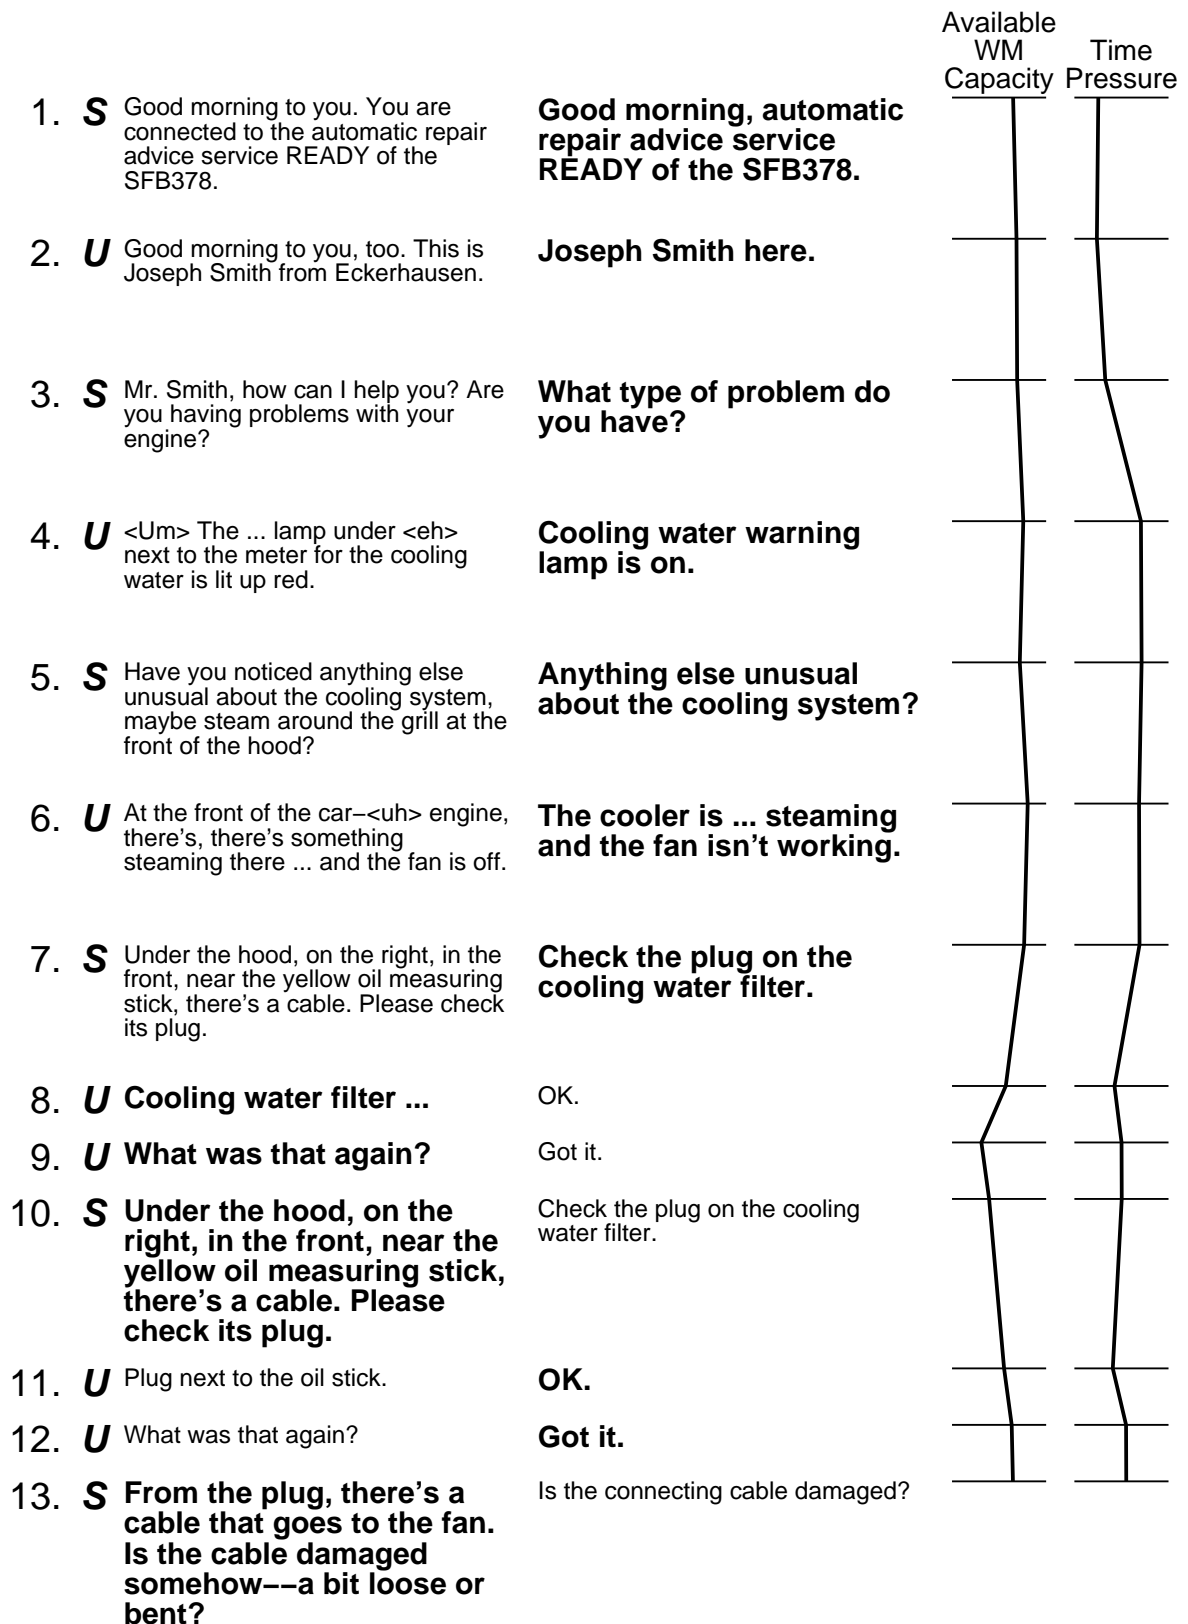 Available
WM
Capacity
Time
Pressure
1. S Good morning to you. You are
connected to the automatic repair
advice service READY of the
SFB378.
Good morning, automatic
repair advice service
READY of the SFB378.
2. U Good morning to you, too. This is
Joseph Smith from Eckerhausen.
Joseph Smith here.
3. S Mr. Smith, how can I help you? Are
you having problems with your
engine?
What type of problem do
you have?
4. U <Um> The ... lamp under <eh>
next to the meter for the cooling
water is lit up red.
Cooling water warning
lamp is on.
5. S Have you noticed anything else
unusual about the cooling system,
maybe steam around the grill at the
front of the hood?
Anything else unusual
about the cooling system?
6. U At the front of the car−<uh> engine,
there's, there's something
steaming there ... and the fan is off.
The cooler is ... steaming
and the fan isn't working.
7. S Under the hood, on the right, in the
front, near the yellow oil measuring
stick, there's a cable. Please check
its plug.
Check the plug on the
cooling water filter.
8. U Cooling water filter ...
OK.
9. U What was that again?
Got it.
10. S Under the hood, on the
right, in the front, near the
yellow oil measuring stick,
there's a cable. Please
check its plug.
Check the plug on the cooling
water filter.
11. U Plug next to the oil stick.
OK.
12. U What was that again?
Got it.
13. S From the plug, there's a
cable that goes to the fan.
Is the cable damaged
somehow−−a bit loose or
bent?
Is the connecting cable damaged?